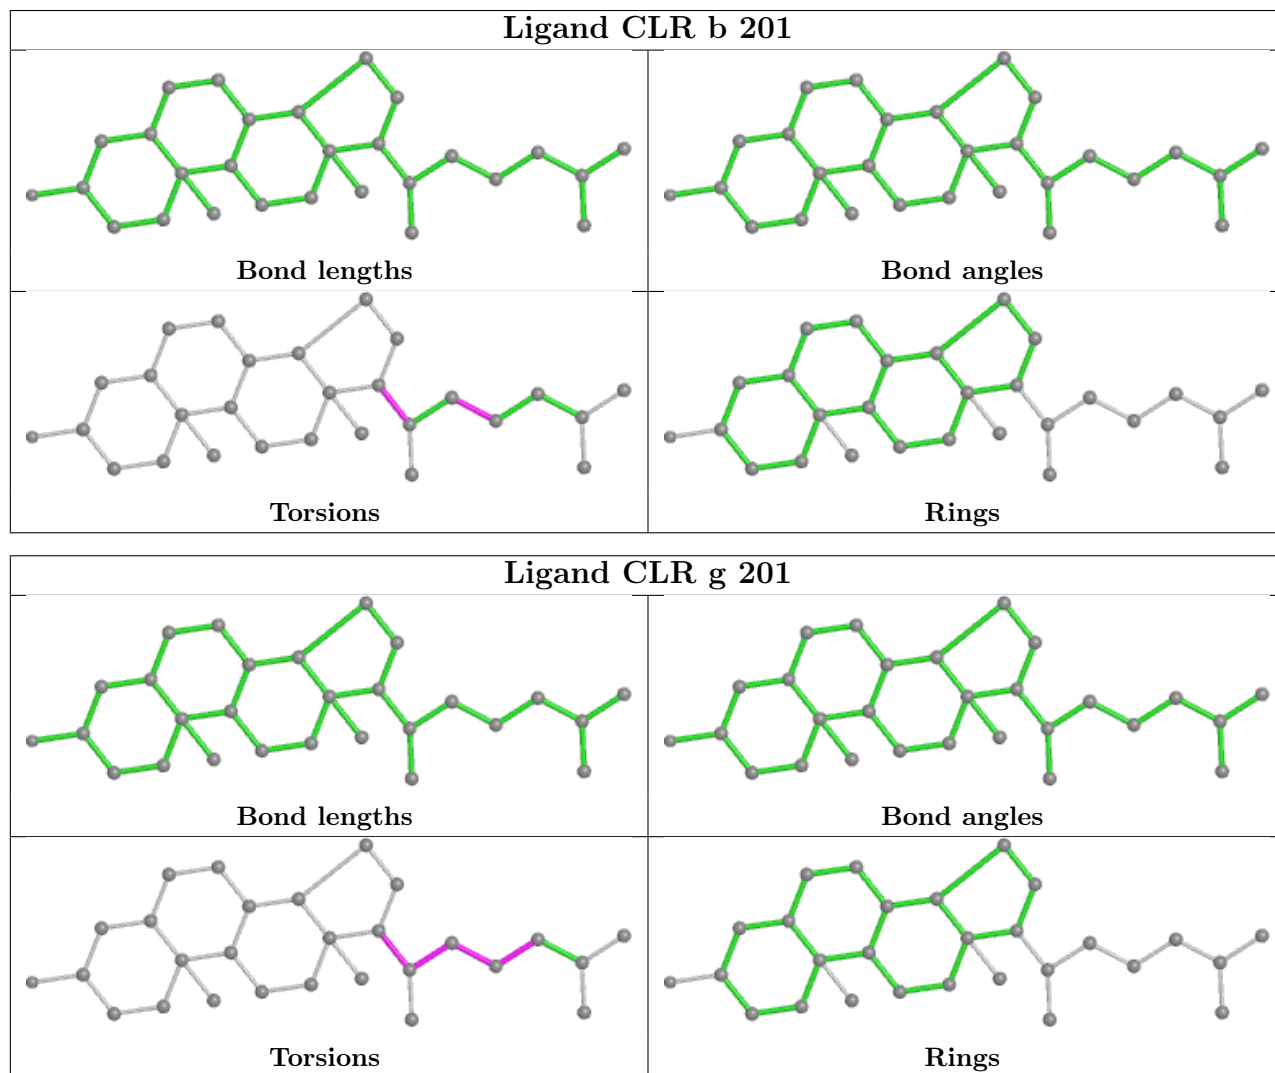 Ligand CLR b 201
Bond lengths
Bond angles
Torsions
Rings
Ligand CLR g 201
Bond lengths
Bond angles
Torsions
Rings